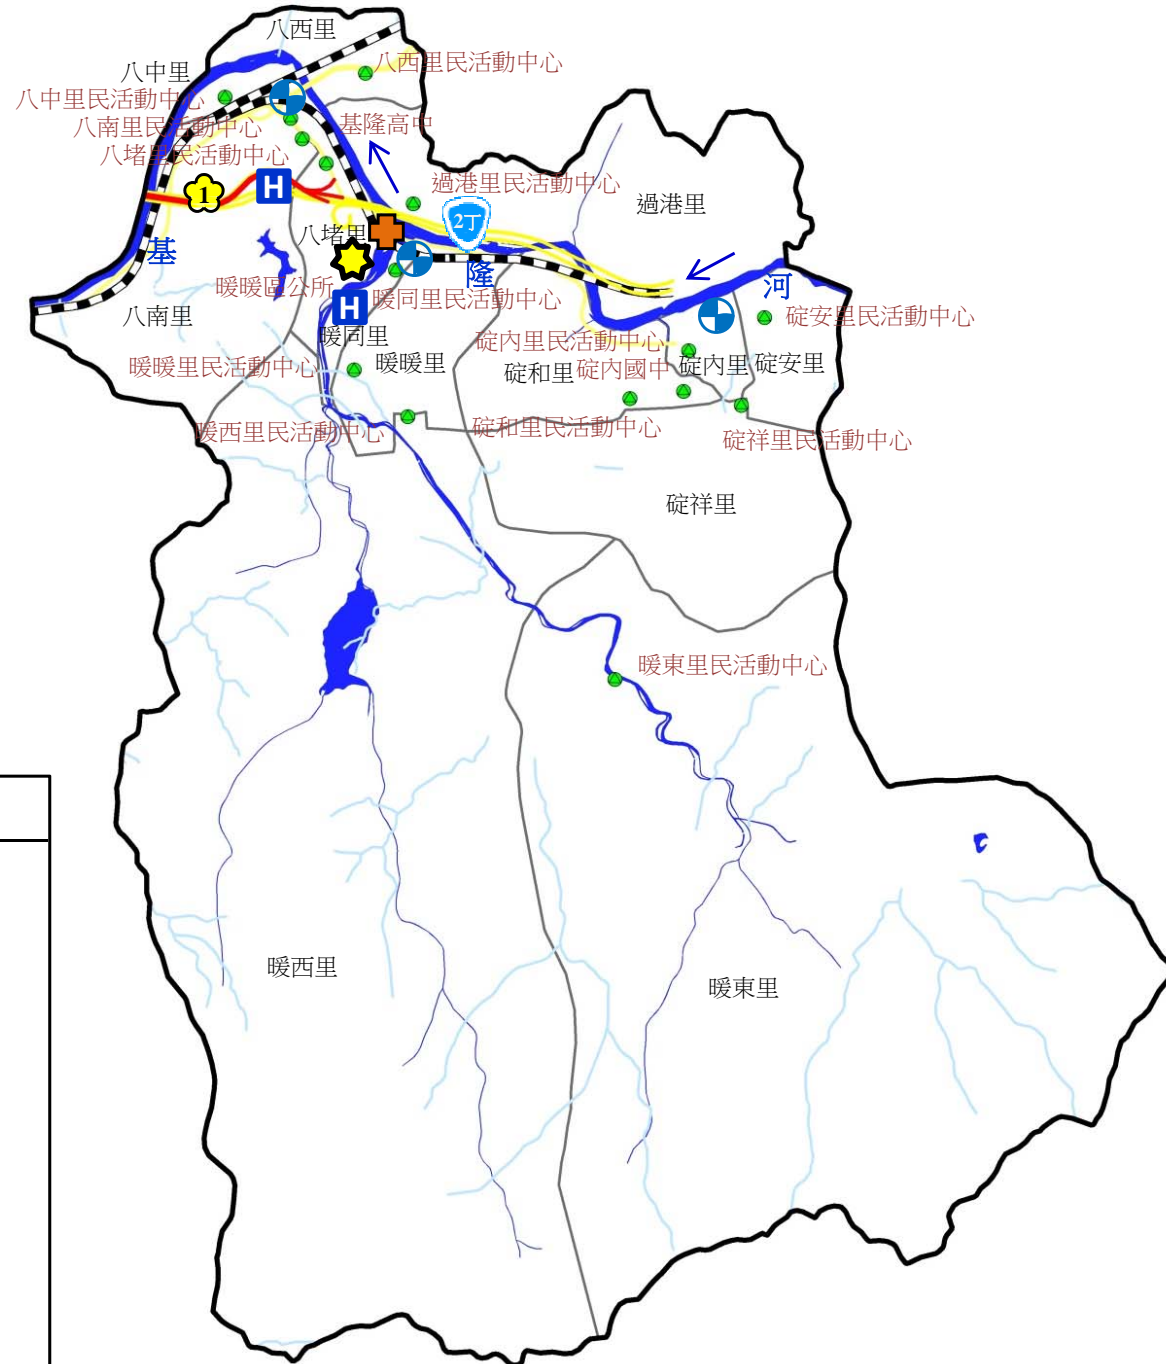 八西里
八西里民活動中心
八中里
八中里民活動中心
八南里民活動中心
基隆高中
八堵里民活動中心
H
1
過港里民活動中心
過港里
2丁
八堵里
基
隆
河
暖暖區公所
暖同里民活動中心
H
八南里
碇安里民活動中心
暖同里
碇內里民活動中心
暖暖里民活動中心
暖暖里
碇和里
碇內國中
碇內里
碇安里
暖西里民活動中心
碇和里民活動中心
碇祥里民活動中心
碇祥里
暖東里民活動中心
暖西里
暖東里